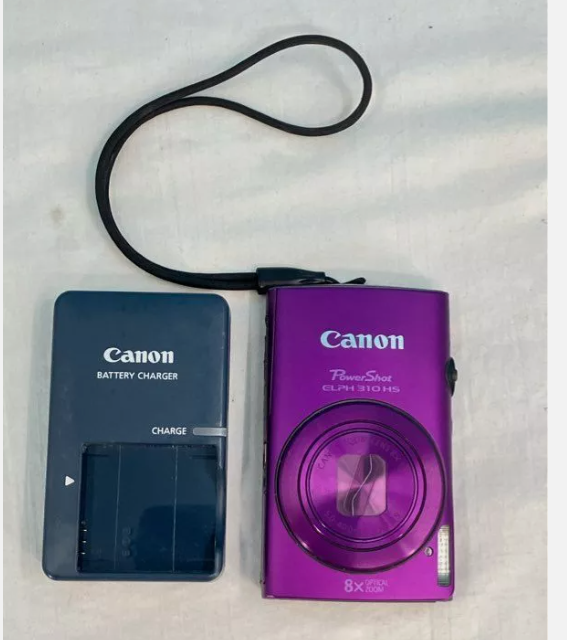 Canon
BATTERY CHARGER
CHARGE
Canon
PowerShot
ELPH 310 HS
8x OPTICAL
ZOOM